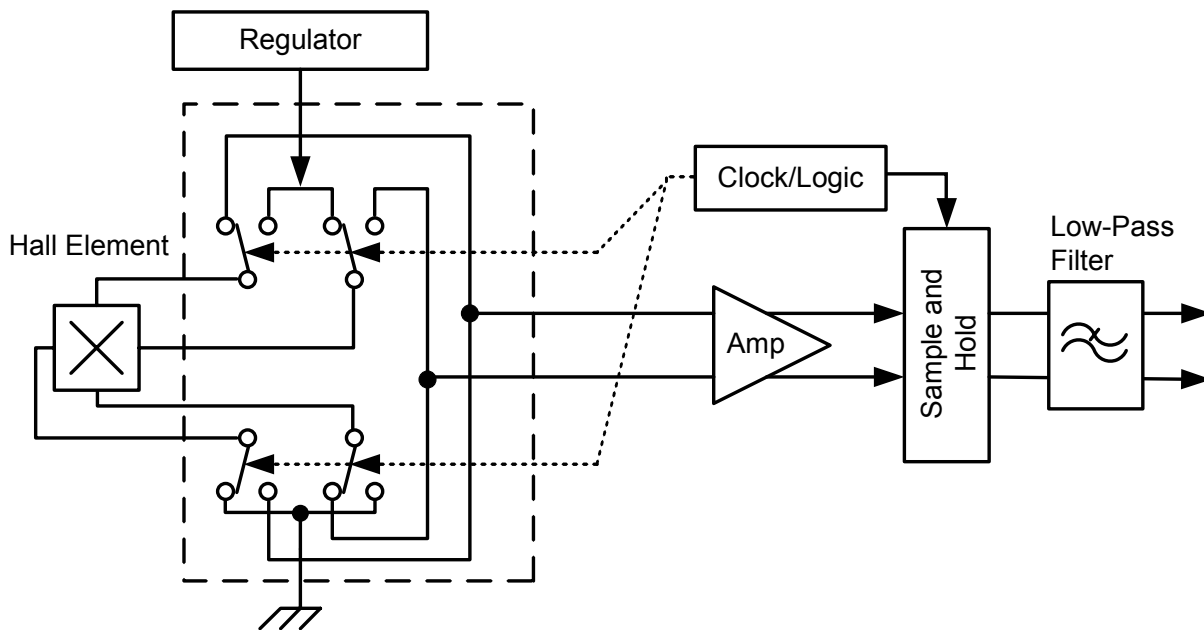 Regulator
Clock/Logic
Hall Element
Low-Pass
Filter
Amp
Sample and
Hold